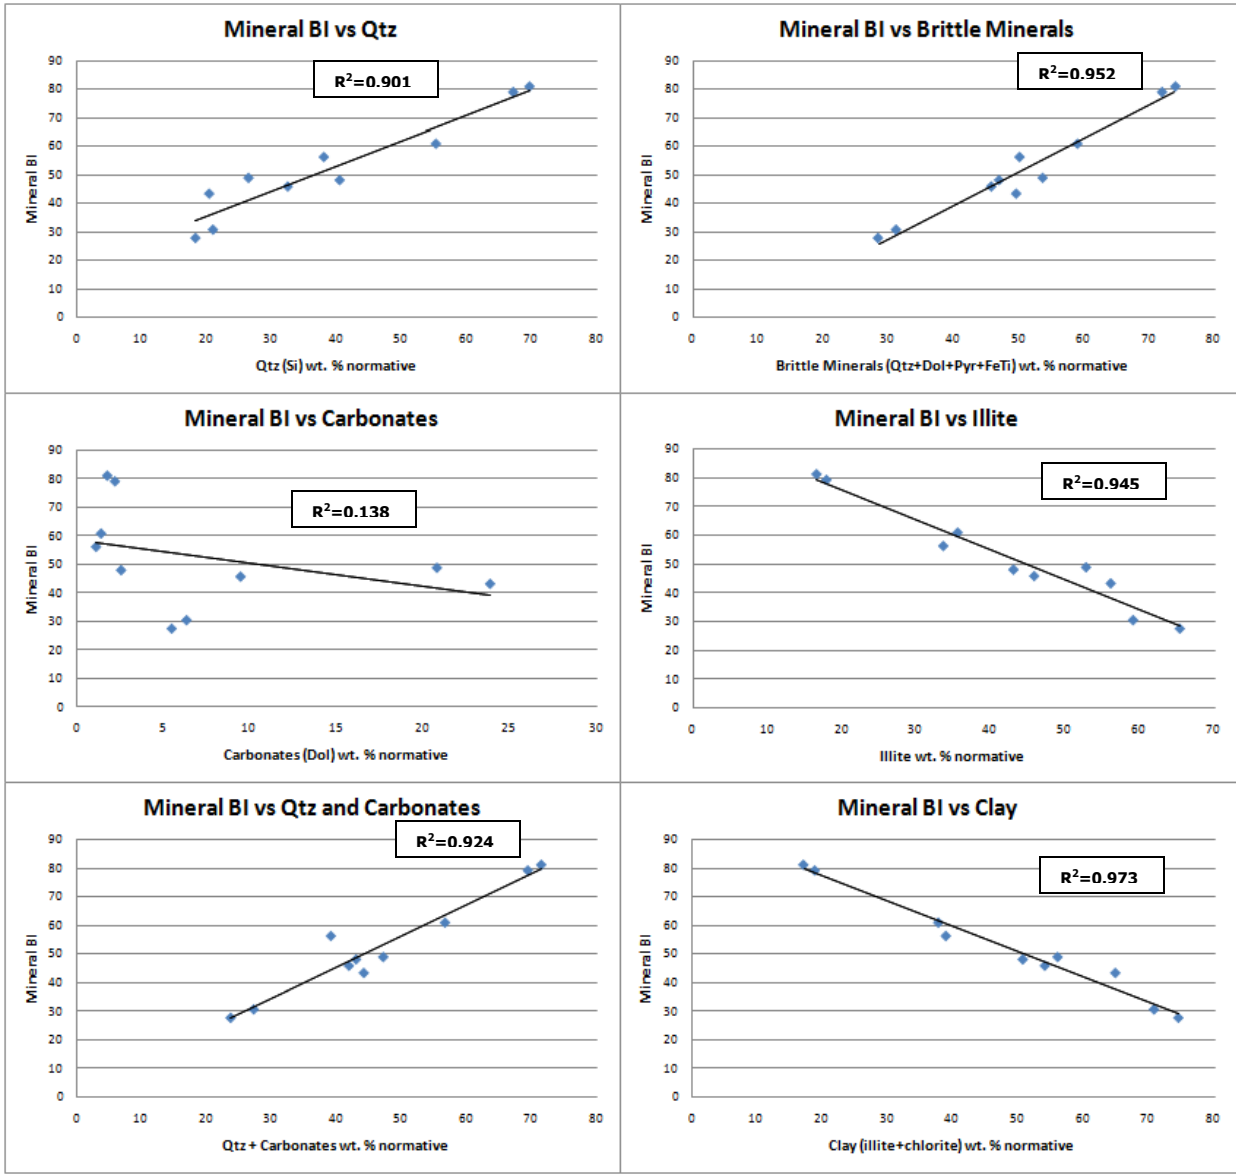 Mineral BI vs Qtz
R²=0.901
Mineral BI
90
80
70
60
50
40
30
20
10
0
0 10 20 30 40 50 60 70 80
Qtz (Si) wt. % normative
Mineral BI vs Brittle Minerals
R²=0.952
Mineral BI
90
80
70
60
50
40
30
20
10
0
0 10 20 30 40 50 60 70 80
Brittle Minerals (Qtz+Dol+Pyr+FeTi) wt. % normative
Mineral BI vs Carbonates
R²=0.138
Mineral BI
90
80
70
60
50
40
30
20
10
0
0 5 10 15 20 25 30
Carbonates (Dol) wt. % normative
Mineral BI vs Illite
R²=0.945
Mineral BI
90
80
70
60
50
40
30
20
10
0
0 10 20 30 40 50 60 70
Illite wt. % normative
Mineral BI vs Qtz and Carbonates
R²=0.924
Mineral BI
90
80
70
60
50
40
30
20
10
0
0 10 20 30 40 50 60 70 80
Qtz + Carbonates wt. % normative
Mineral BI vs Clay
R²=0.973
Mineral BI
90
80
70
60
50
40
30
20
10
0
0 10 20 30 40 50 60 70 80
Clay (illite+chlorite) wt. % normative